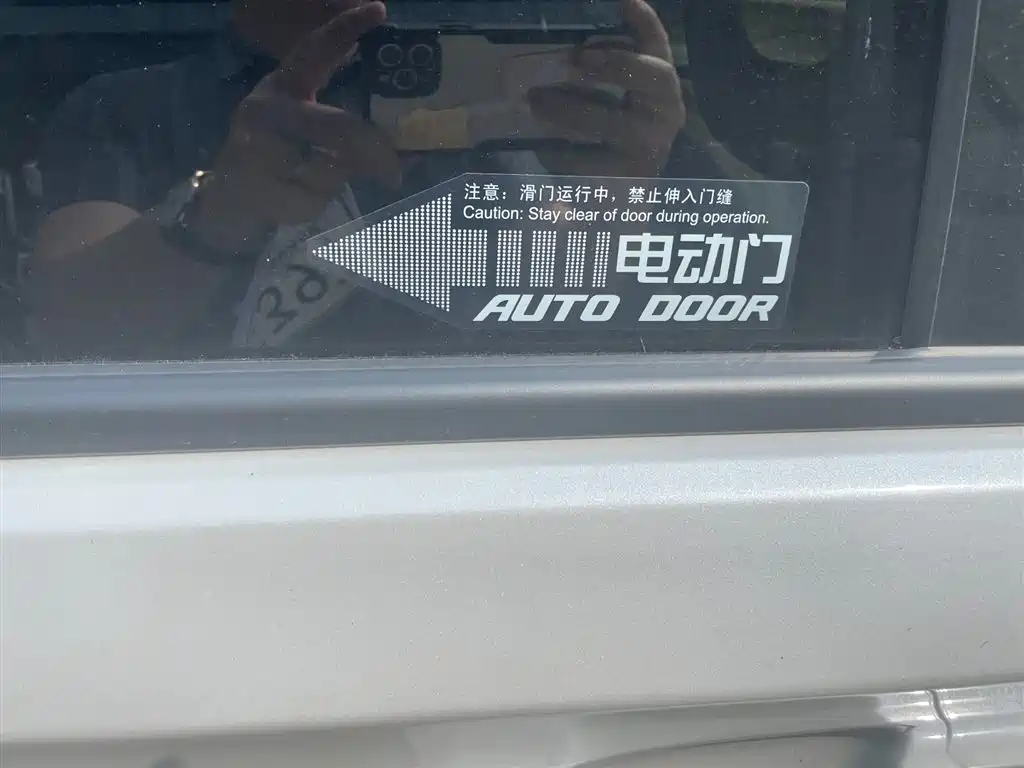 注意：滑门运行中，禁止伸入门缝
Caution: Stay clear of door during operation.
电动门
AUTO DOOR